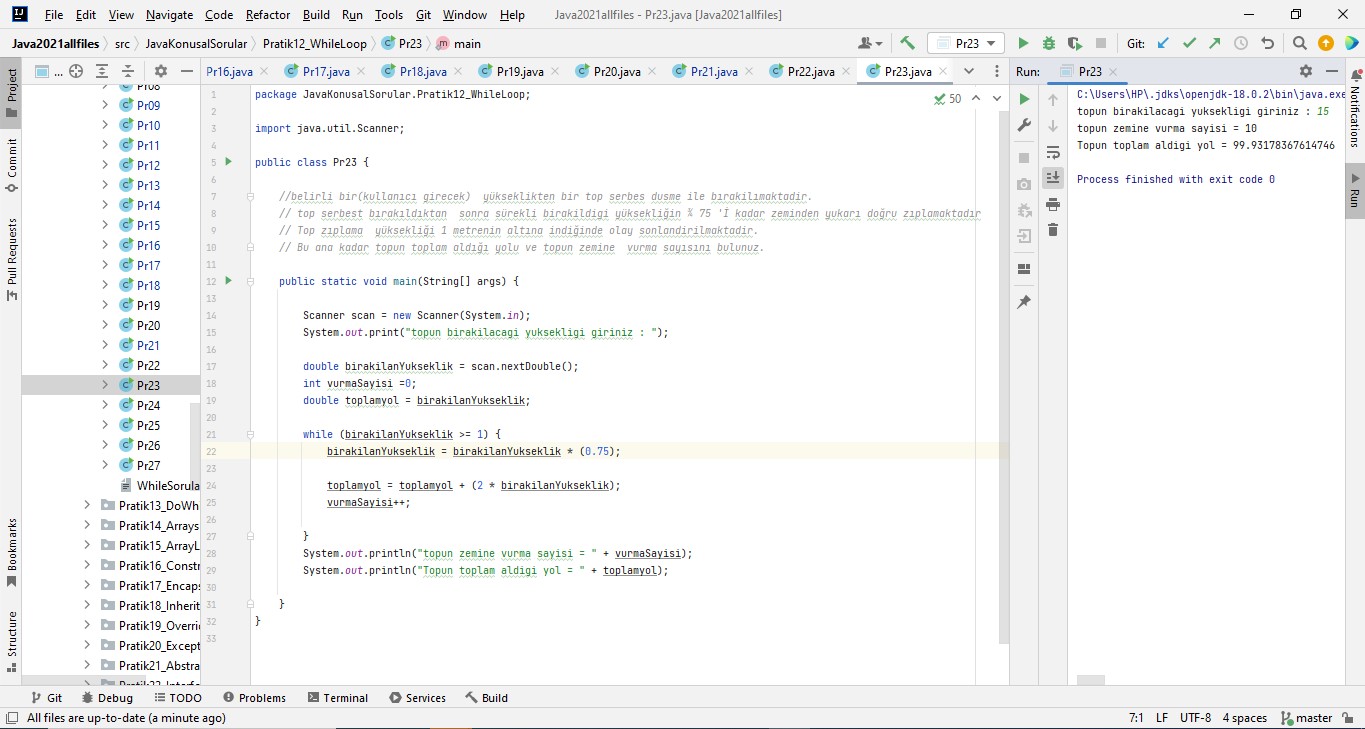 File Edit View Navigate Code Refactor Build Run Tools Git Window Help Java2021allfiles - Pr23.java [Java2021allfiles]
Java2021allfiles src JavaKonusalSorular Pratik12_WhileLoop Pr23 main Pr23 Git:
... Pr16.java Pr17.java Pr18.java Pr19.java Pr20.java Pr21.java Pr22.java Pr23.java Run: Pr23
Project
Commit
Pull Requests
Bookmarks
Structure
Pr08
Pr09
Pr10
Pr11
Pr12
Pr13
Pr14
Pr15
Pr16
Pr17
Pr18
Pr19
Pr20
Pr21
Pr22
Pr23
Pr24
Pr25
Pr26
Pr27
WhileSorula
Pratik13_DoWh
Pratik14_Arrays
Pratik15_ArrayL
Pratik16_Constr
Pratik17_Encaps
Pratik18_Inherit
Pratik19_Overri
Pratik20_Except
Pratik21_Abstra
50
1 package JavaKonusalSorular.Pratik12_WhileLoop;
2
3 import java.util.Scanner;
4
5 public class Pr23 {
6
7 //belirli bir(kullanıcı girecek) yükseklikten bir top serbes dusme ile bırakılmaktadir.
8 // top serbest bırakıldıktan sonra sürekli birakildigi yüksekliğin % 75 'İ kadar zeminden yukarı doğru zıplamaktadır
9 // Top zıplama yüksekliği 1 metrenin altına indiğinde olay sonlandirilmaktadir.
10 // Bu ana kadar topun toplam aldığı yolu ve topun zemine vurma sayısını bulunuz.
11
12 public static void main(String[] args) {
13
14 Scanner scan = new Scanner(System.in);
15 System.out.print("topun birakilacagi yuksekligi giriniz : ");
16
17 double birakilanYukseklik = scan.nextDouble();
18 int vurmaSayisi =0;
19 double toplamyol = birakilanYukseklik;
20
21 while (birakilanYukseklik >= 1) {
22 birakilanYukseklik = birakilanYukseklik * (0.75);
23
24 toplamyol = toplamyol + (2 * birakilanYukseklik);
25 vurmaSayisi++;
26
27 }
28 System.out.println("topun zemine vurma sayisi = " + vurmaSayisi);
29 System.out.println("Topun toplam aldigi yol = " + toplamyol);
30
31 }
32 }
33
C:\Users\HP\.jdks\openjdk-18.0.2\bin\java.exe
topun birakilacagi yuksekligi giriniz : 15
topun zemine vurma sayisi = 10
Topun toplam aldigi yol = 99.93178367614746
Process finished with exit code 0
Notifications
Run
Git Debug TODO Problems Terminal Services Build
All files are up-to-date (a minute ago) 7:1 LF UTF-8 4 spaces master